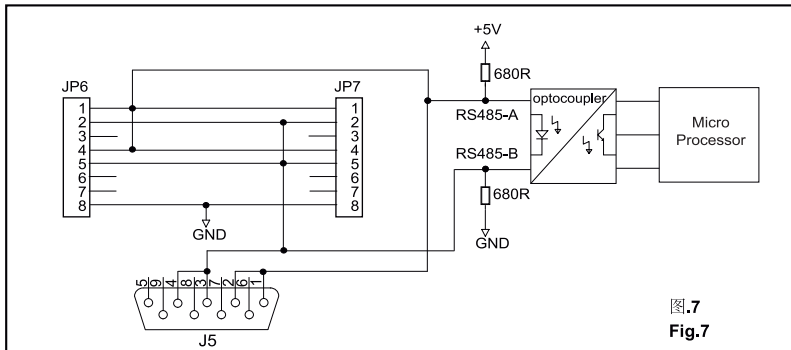 +5V
680R
JP6
JP7
optocoupler
1
2
3
4
5
6
7
8
1
2
3
4
5
6
7
8
RS485-A
RS485-B
Micro
Processor
680R
GND
GND
5 9 4 8 3 7 2 6 1
J5
图.7
Fig.7